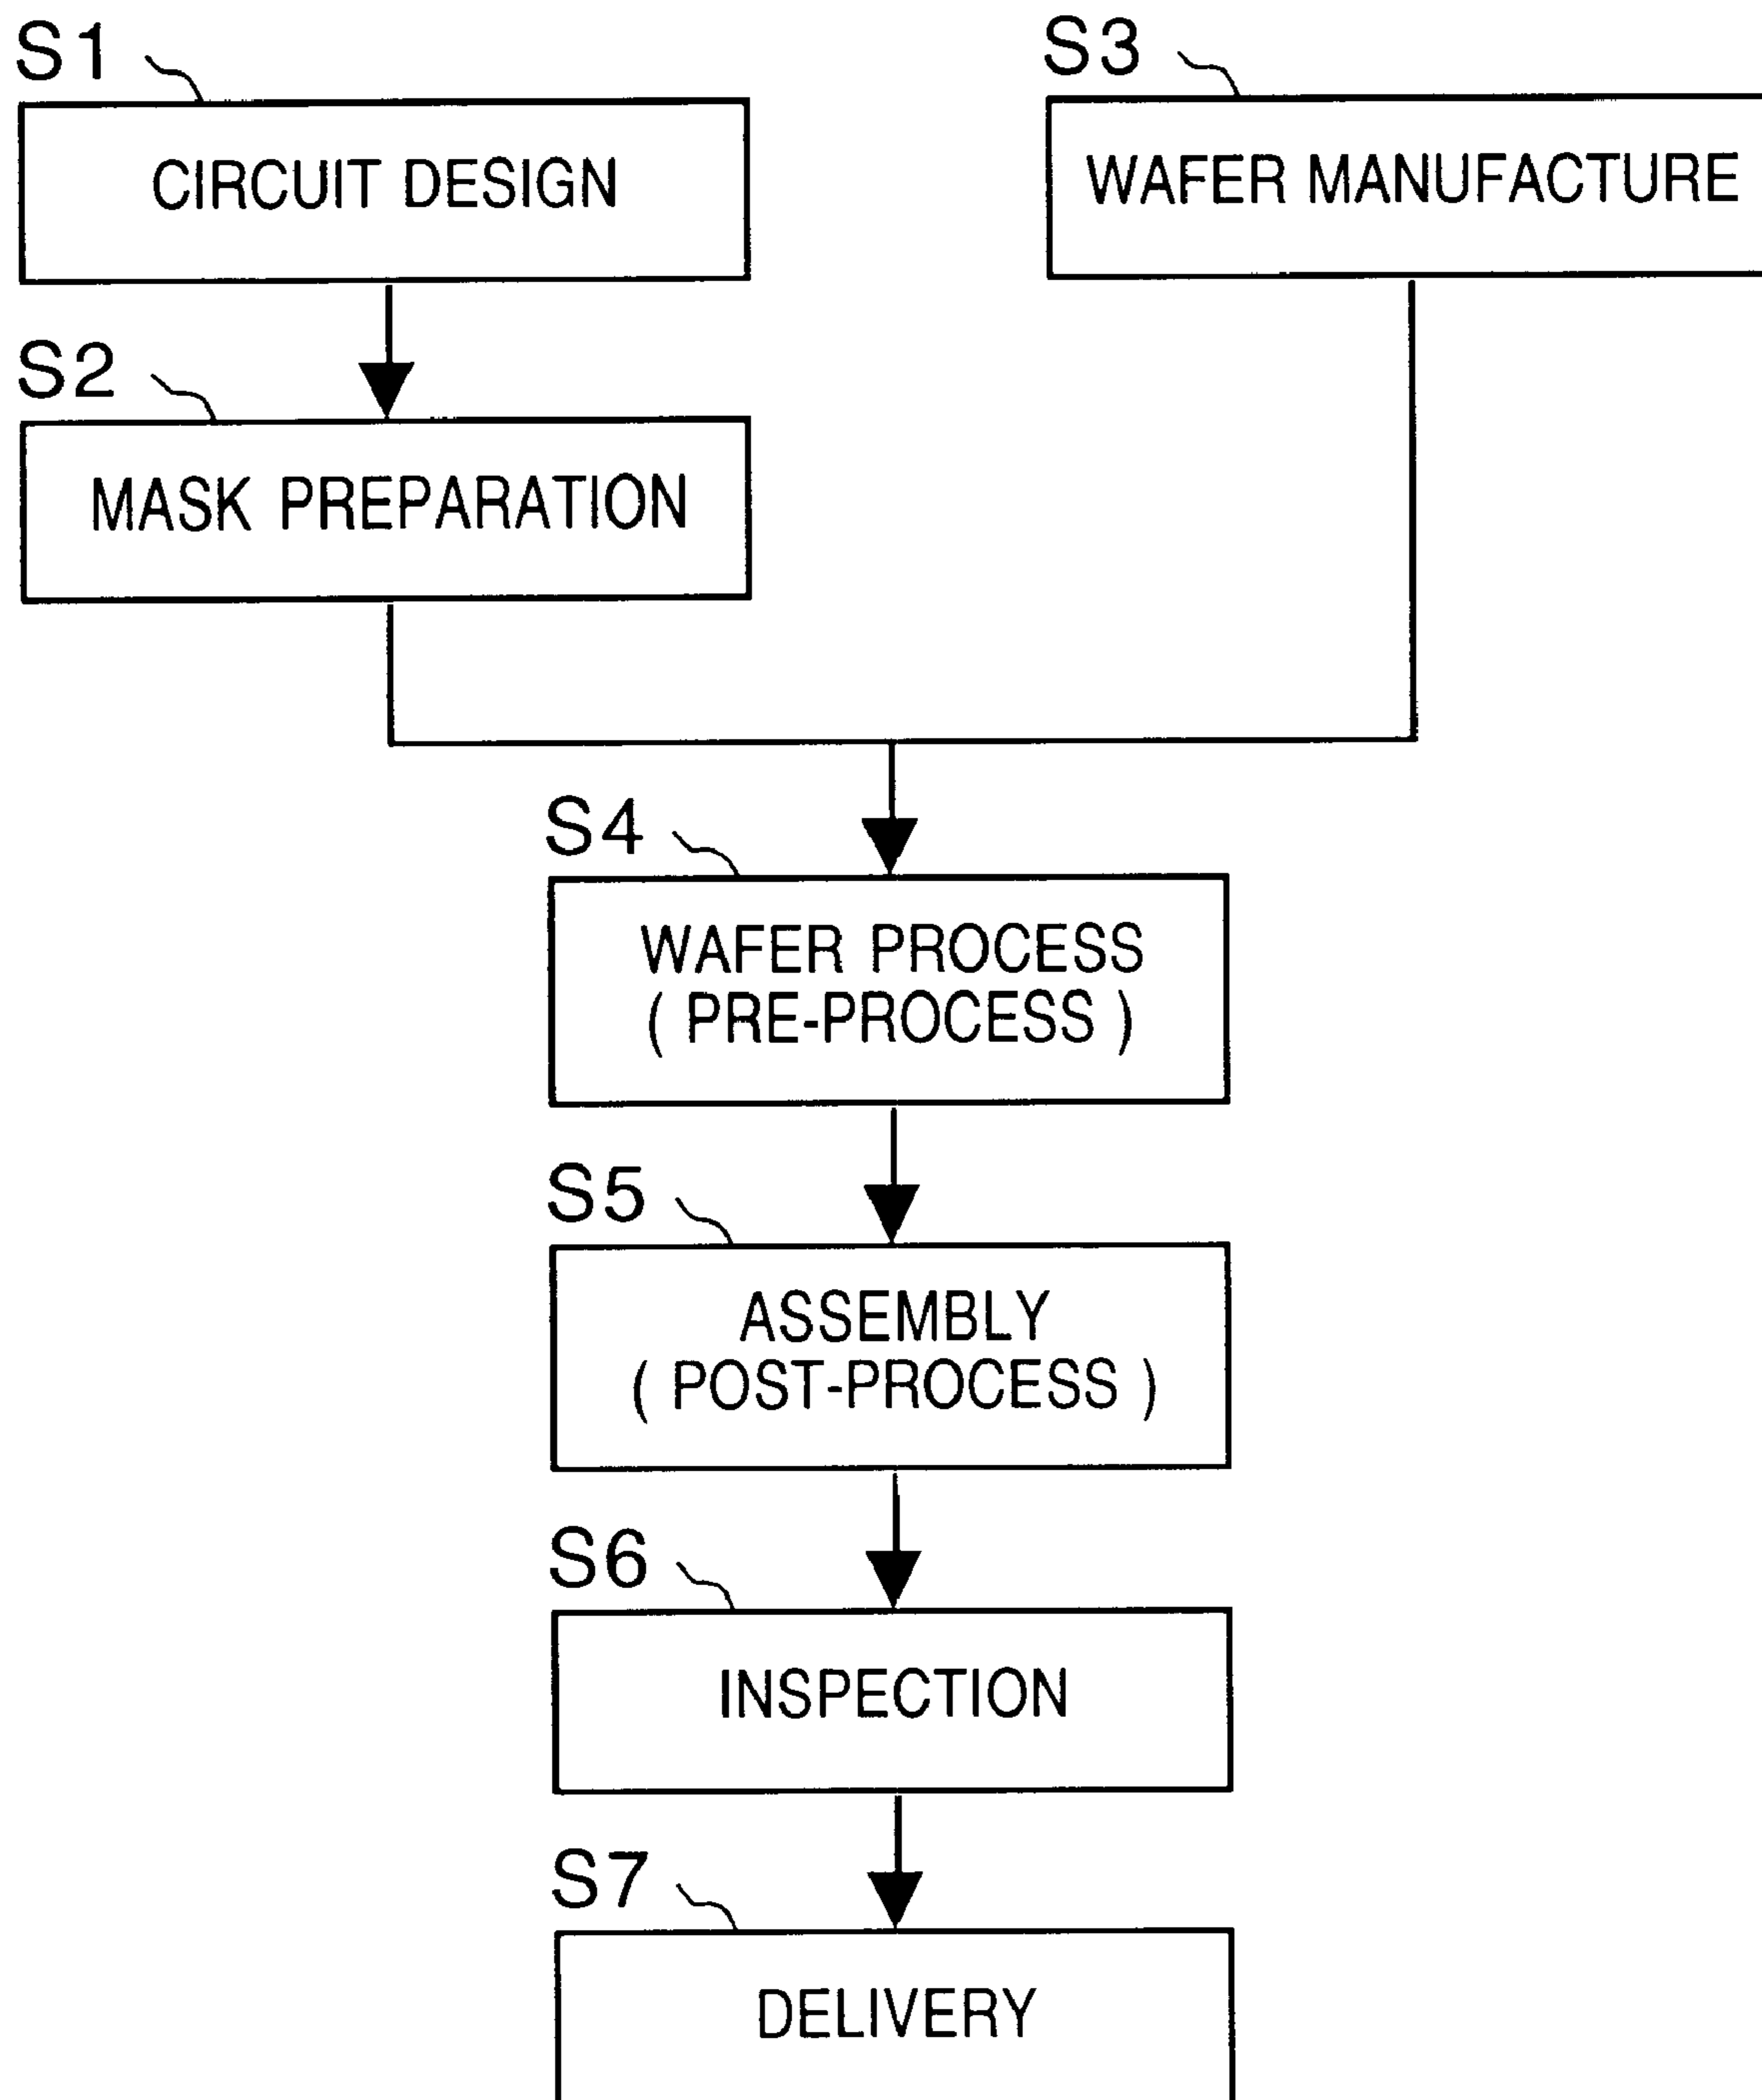 S1
CIRCUIT DESIGN
S3
WAFER MANUFACTURE
S2
MASK PREPARATION
S4
WAFER PROCESS
( PRE-PROCESS )
S5
ASSEMBLY
( POST-PROCESS )
S6
INSPECTION
S7
DELIVERY